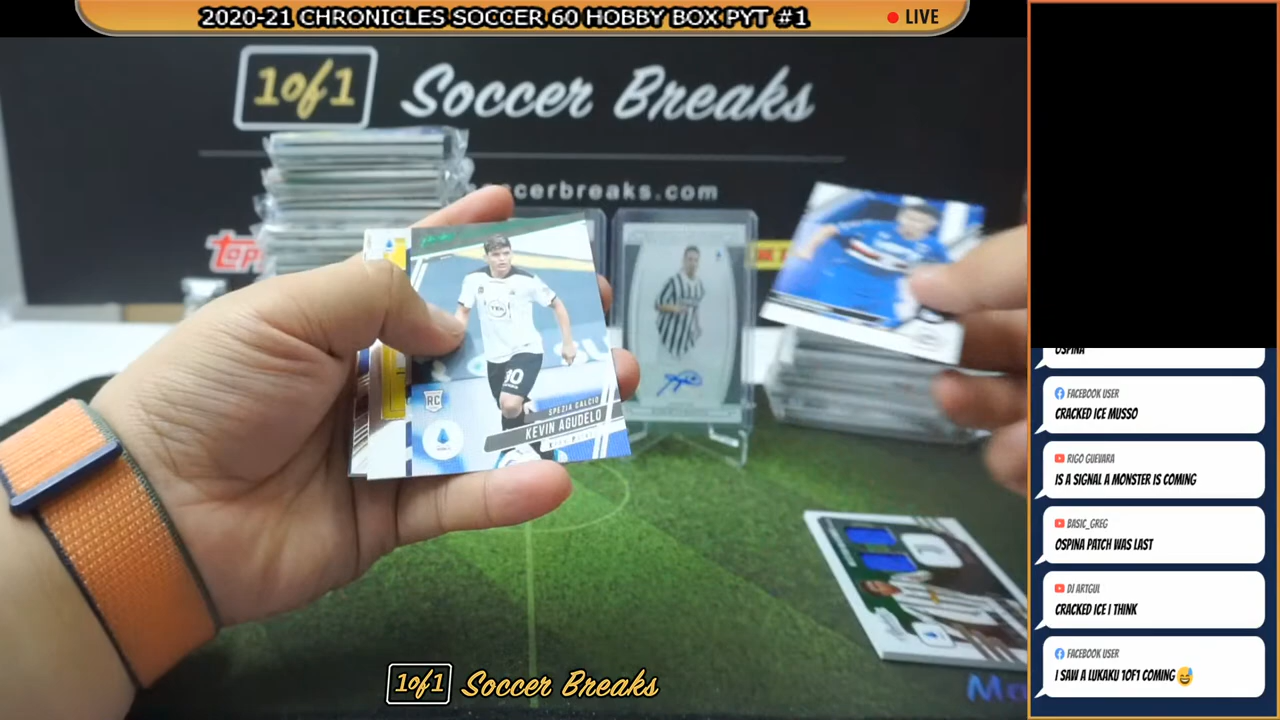 2020-21 CHRONICLES SOCCER 60 HOBBY BOX PYT #1
LIVE
1of1 Soccer Breaks
soccerbreaks.com
RC
SPEZIA CALCIO
KEVIN AGUDELO
OSPINA
FACEBOOK USER
CRACKED ICE MUSSO
RIGO GUEVARA
IS A SIGNAL A MONSTER IS COMING
BASIC_GREG
OSPINA PATCH WAS LAST
DJ ARTGUL
CRACKED ICE I THINK
FACEBOOK USER
I SAW A LUKAKU 1OF1 COMING😅
1of1 Soccer Breaks